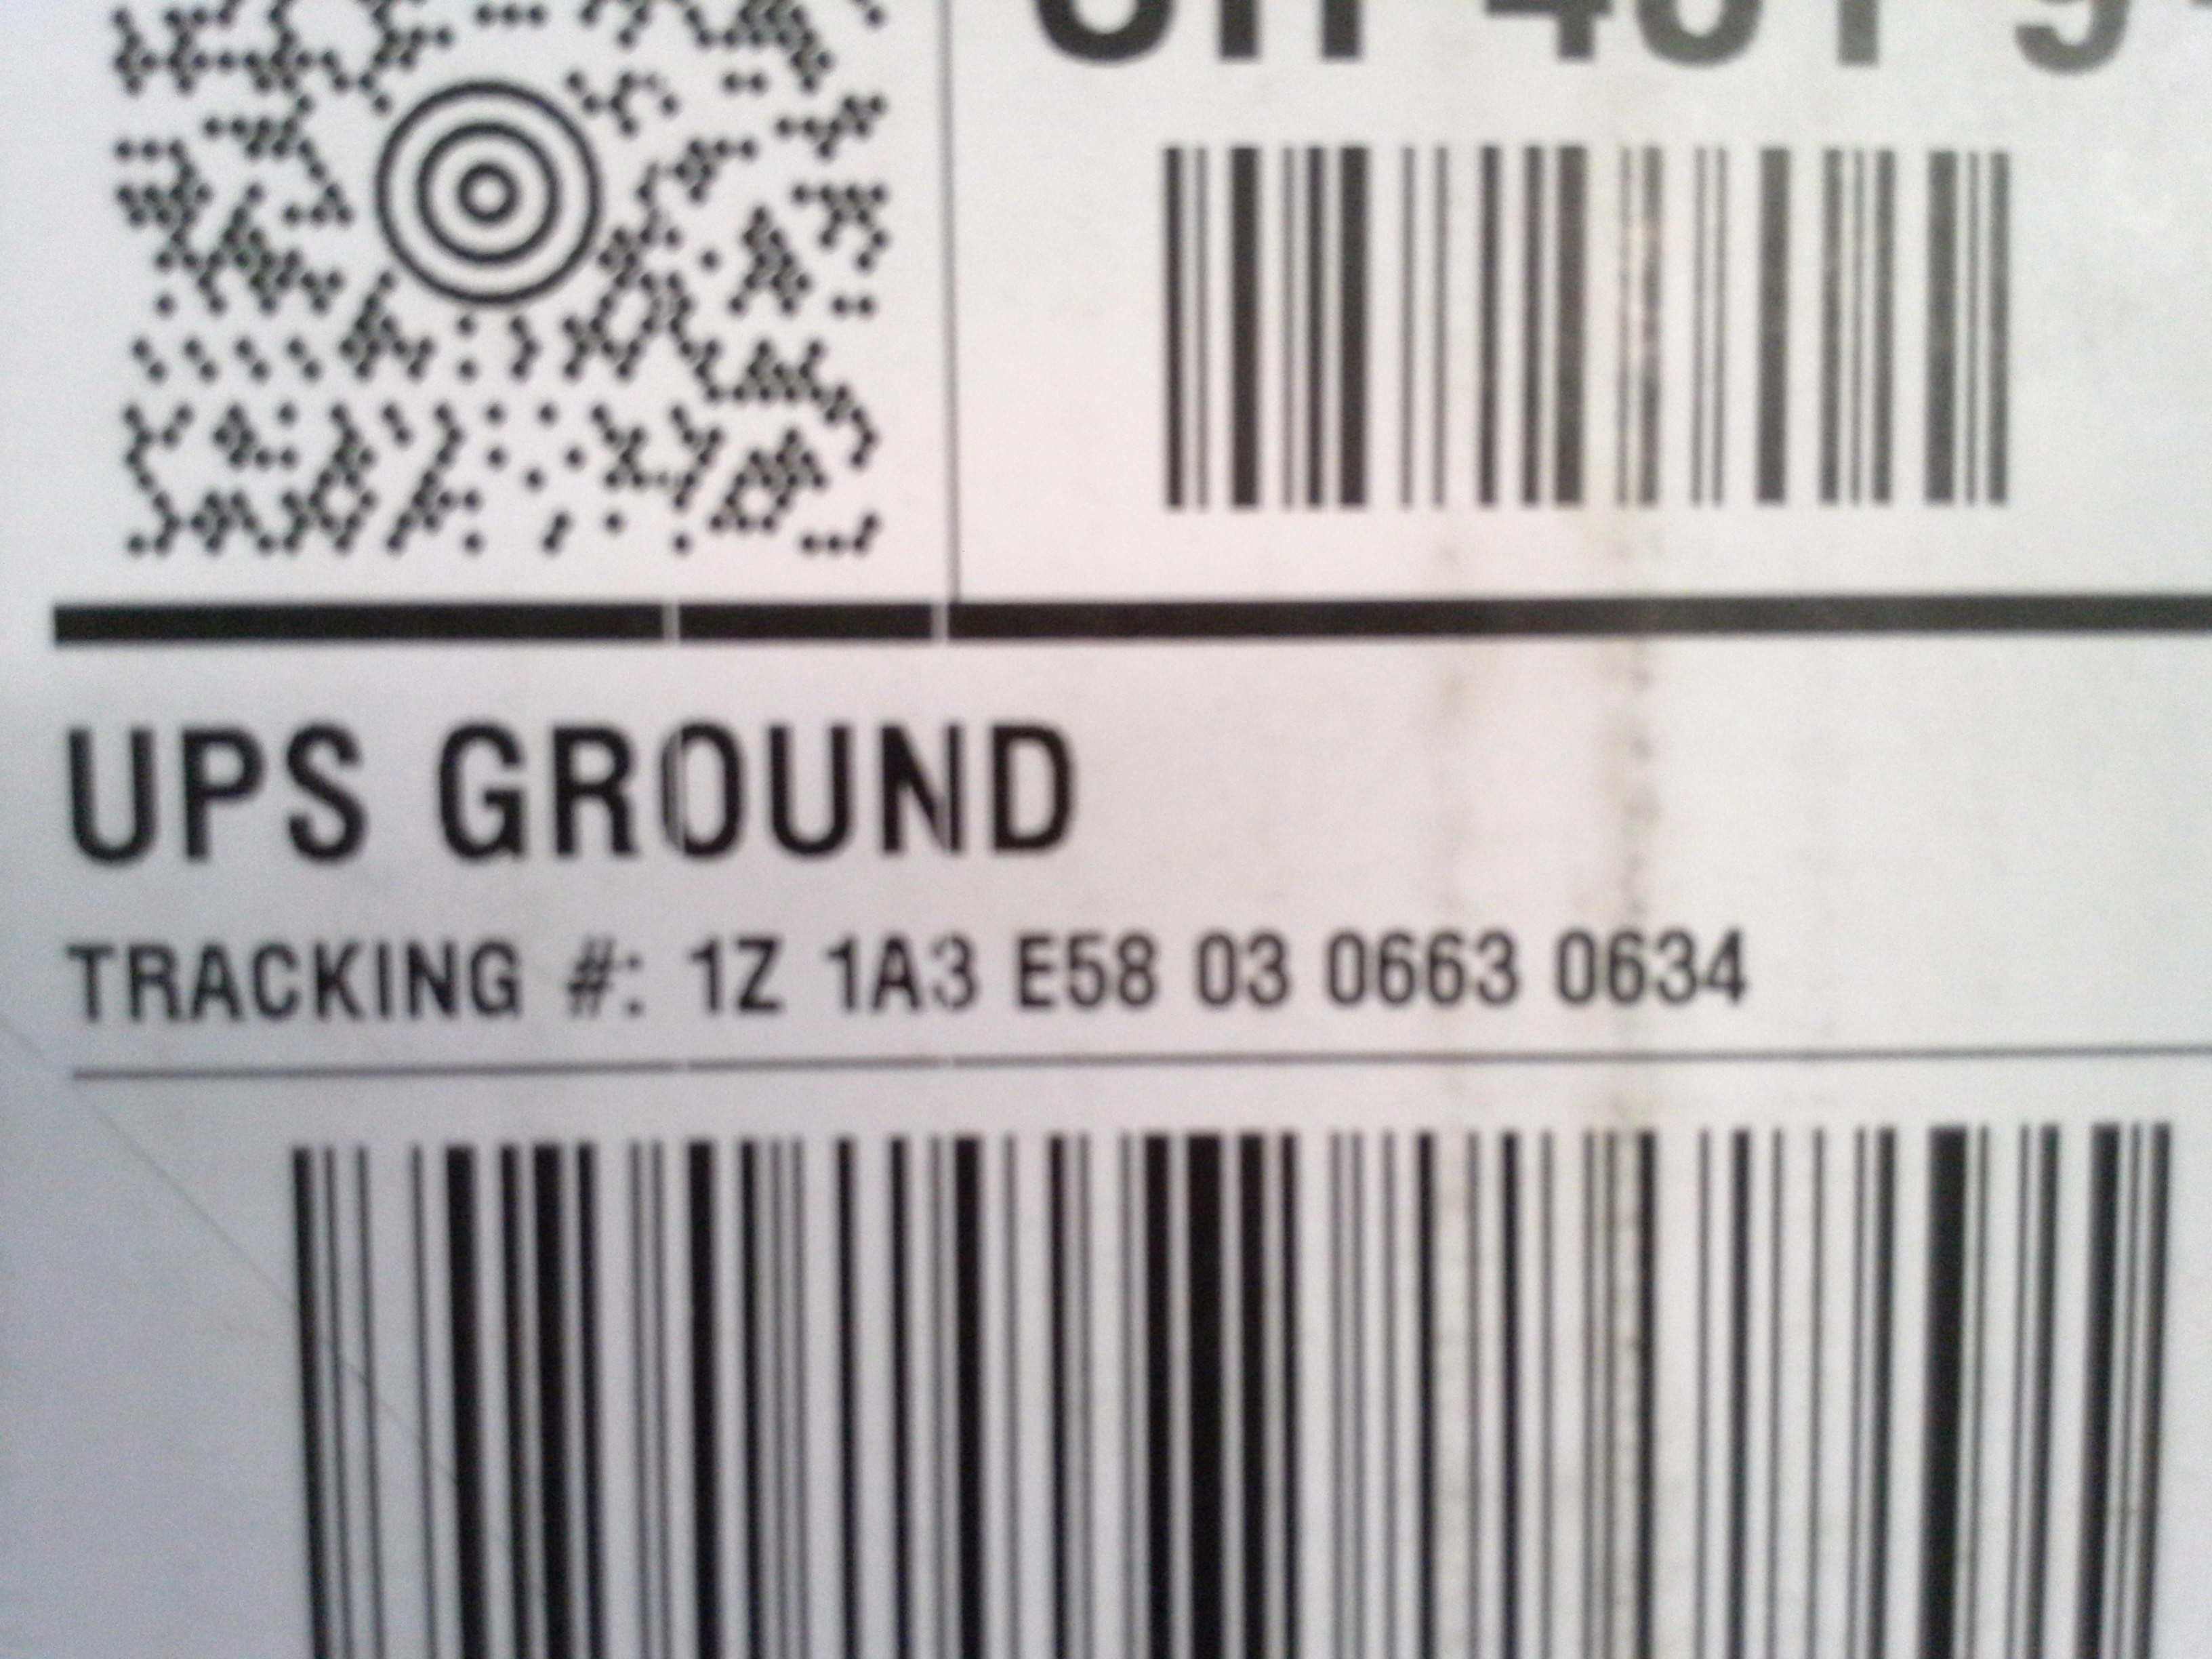 UPS GROUND
TRACKING #: 1Z 1A3 E58 03 0663 0634